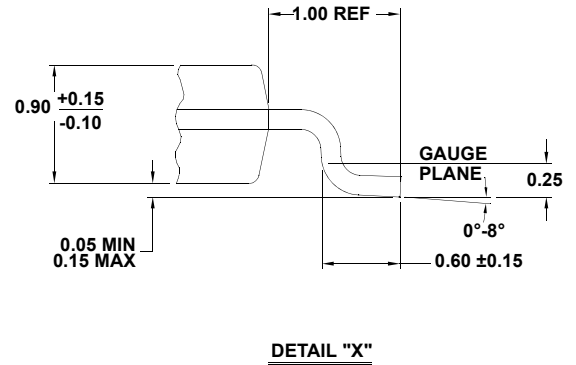 1.00 REF
0.90 +0.15
-0.10
GAUGE
PLANE
0.25
0°-8°
0.05 MIN
0.15 MAX
0.60 ±0.15
DETAIL "X"